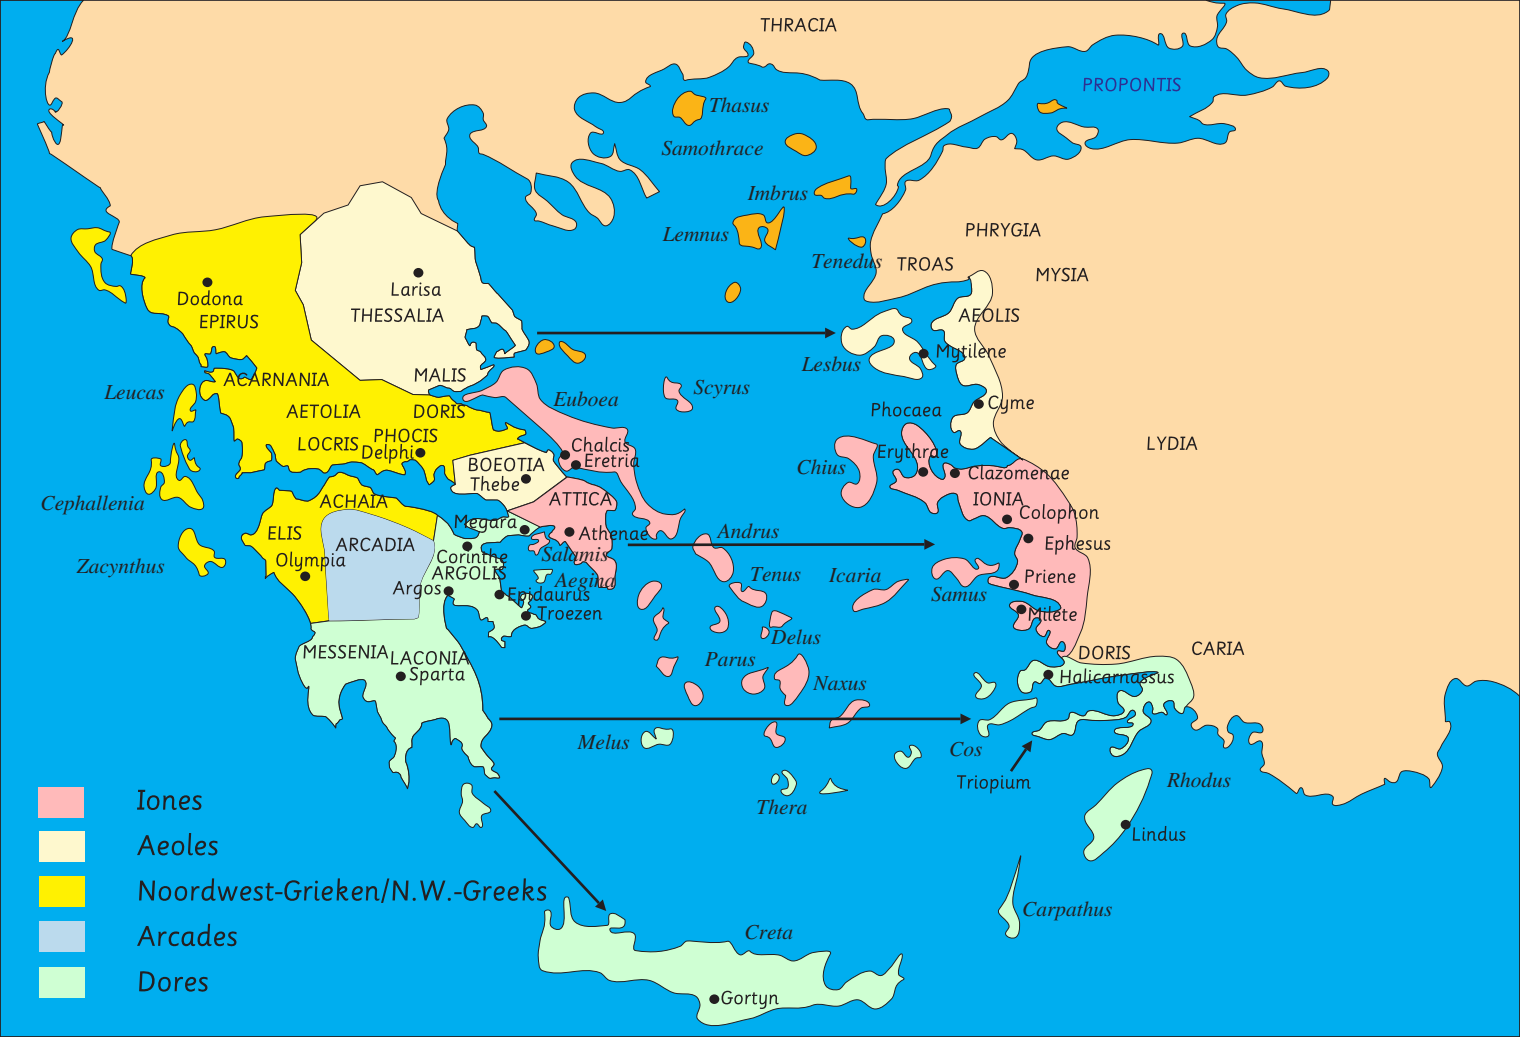 THRACIA
PROPONTIS
Thasus
Samothrace
Imbrus
Lemnus
Tenedus
PHRYGIA
TROAS
MYSIA
Dodona
EPIRUS
Larisa
THESSALIA
AEOLIS
Mytilene
Lesbus
MALIS
ACARNANIA
Leucas
Scyrus
Euboea
AETOLIA
DORIS
Phocaea
Cyme
LOCRIS
PHOCIS
Delphi
Chalcis
Eretria
BOEOTIA
Thebe
Erythrae
Chius
Clazomenae
LYDIA
Cephallenia
ACHAIA
ATTICA
IONIA
Colophon
ELIS
Megara
Athenae
Andrus
Ephesus
ARCADIA
Olympia
Corinthe
Salamis
Zacynthus
ARGOLIS
Aegina
Tenus
Icaria
Samus
Priene
Argos
Epidaurus
Troezen
Milete
Delus
MESSENIA
LACONIA
Sparta
Parus
Naxus
DORIS
CARIA
Halicarnassus
Melus
Cos
Triopium
Rhodus
Thera
Lindus
Carpathus
Creta
Gortyn
Iones
Aeoles
Noordwest-Grieken/N.W.-Greeks
Arcades
Dores